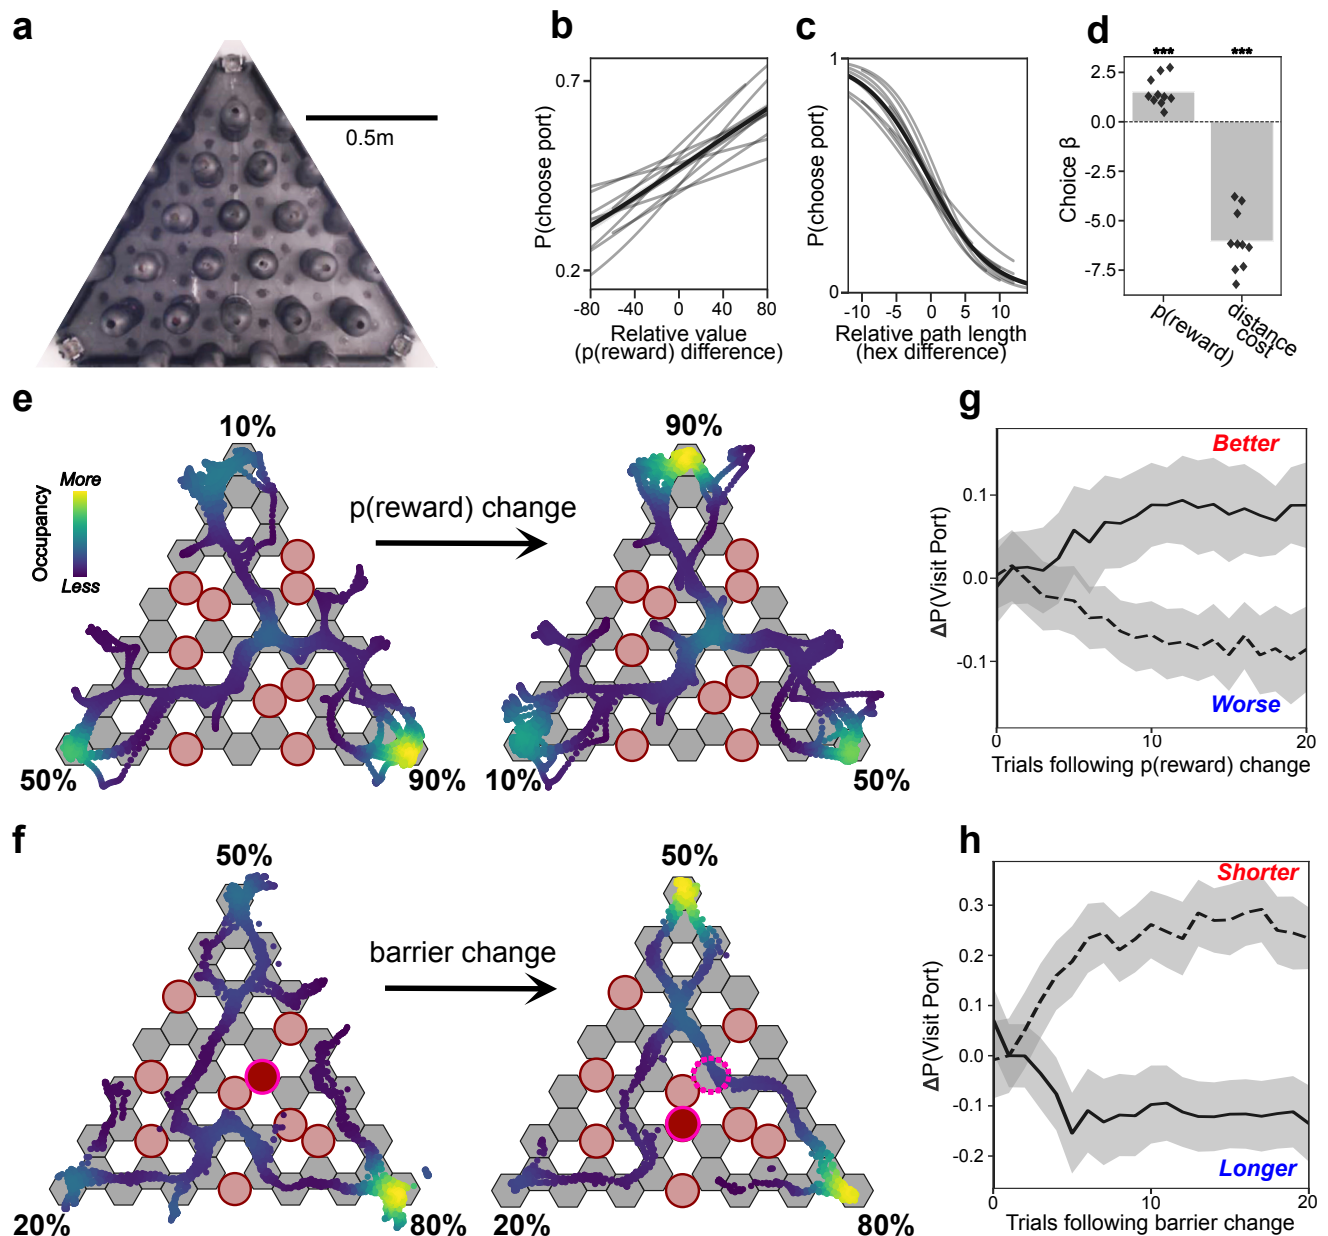 a
0.5m
b
P(choose port)
0.7
0.2
-80
-40
0
40
80
Relative value
(p(reward) difference)
c
P(choose port)
1
0
-10
-5
0
5
10
Relative path length
(hex difference)
d
***
***
Choice β
2.5
0.0
-2.5
-5.0
-7.5
p(reward)
distance
cost
e
Occupancy
More
Less
10%
50%
90%
p(reward) change
90%
10%
50%
g
ΔP(Visit Port)
0.1
0.0
-0.1
Better
Worse
0
10
20
Trials following p(reward) change
f
50%
20%
80%
barrier change
50%
20%
80%
h
ΔP(Visit Port)
0.3
0.2
0.1
0.0
-0.1
-0.2
Shorter
Longer
0
10
20
Trials following barrier change